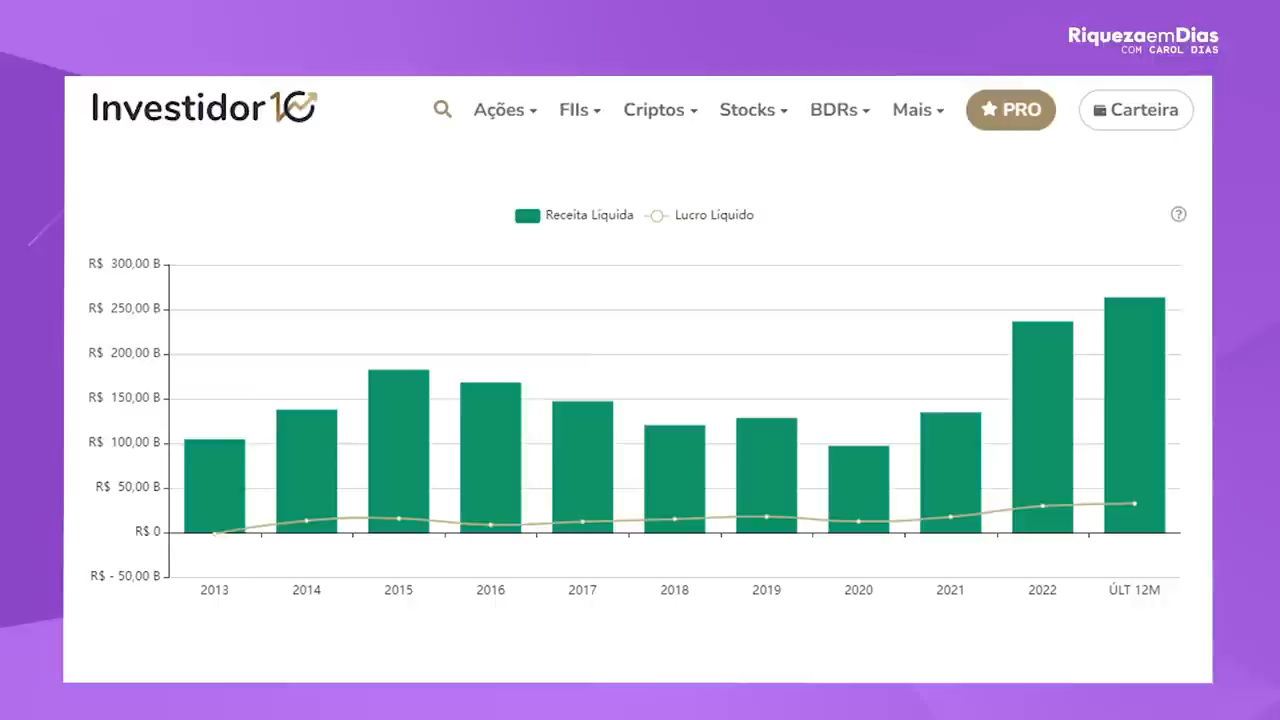 RiquezaemDias
COM CAROL DIAS
Investidor 10
Ações
FIIs
Criptos
Stocks
BDRs
Mais
PRO
Carteira
Receita Líquida
Lucro Líquido
?
R$ 300,00 B
R$ 250,00 B
R$ 200,00 B
R$ 150,00 B
R$ 100,00 B
R$ 50,00 B
R$ 0
R$ - 50,00 B
2013
2014
2015
2016
2017
2018
2019
2020
2021
2022
ÚLT 12M